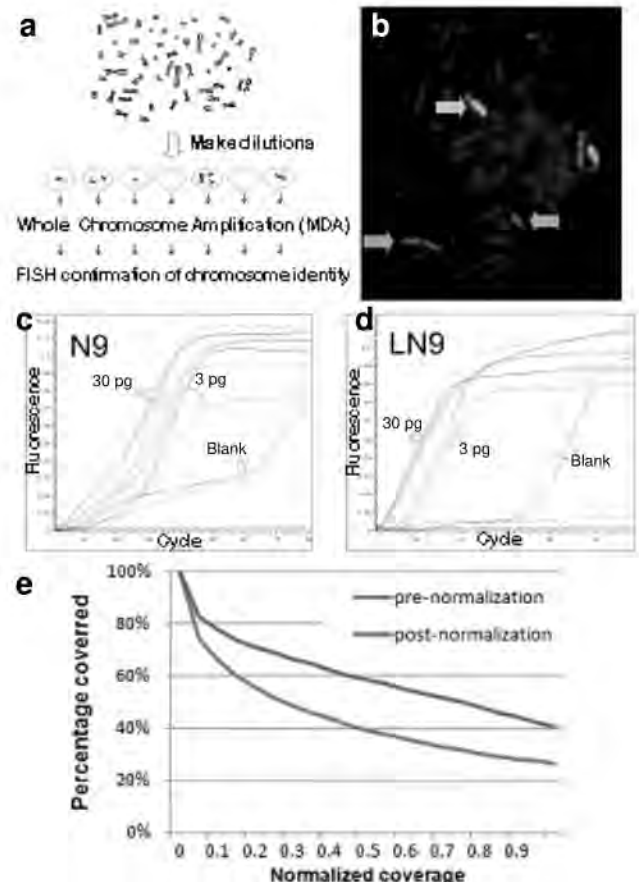 a
Make dilutions
Whole Chromosome Amplification (MDA)
FISH confirmation of chromosome identity
b
c
N9
30 pg
3 pg
Blank
Fluorescence
Cycle
d
LN9
30 pg
3 pg
Blank
Fluorescence
Cycle
e
100%
80%
60%
40%
20%
0%
Percentage coverred
pre-normalization
post-normalization
0 0.1 0.2 0.3 0.4 0.5 0.6 0.7 0.8 0.9
Normalized coverage